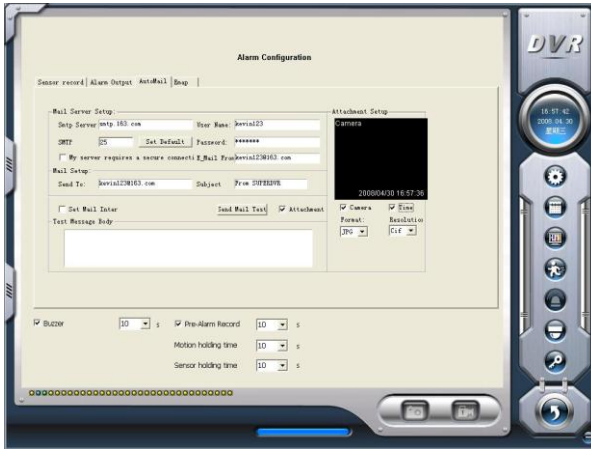 DVR
Alarm Configuration
Sensor record Alarm Output AutoMail Emap
Mail Server Setup:
Smtp Server smtp.163.com User Name: kevin123
SMTP 25 Set Default Password: *******
My server requires a secure connecti E_Mail From kevin123@163.com
Mail Setup:
Send To: kevin123@163.com Subject From SUPERDVR
Set Mail Inter Send Mail Test Attachment
Text Message Body
Attachment Setup
Camera
2008/04/30 16:57:36
Camera Time
Format: Resolutio
JPG Cif
16:57:42
2008.04.30
星期三
Buzzer 10 s Pre-Alarm Record 10 s
Motion holding time 10 s
Sensor holding time 10 s